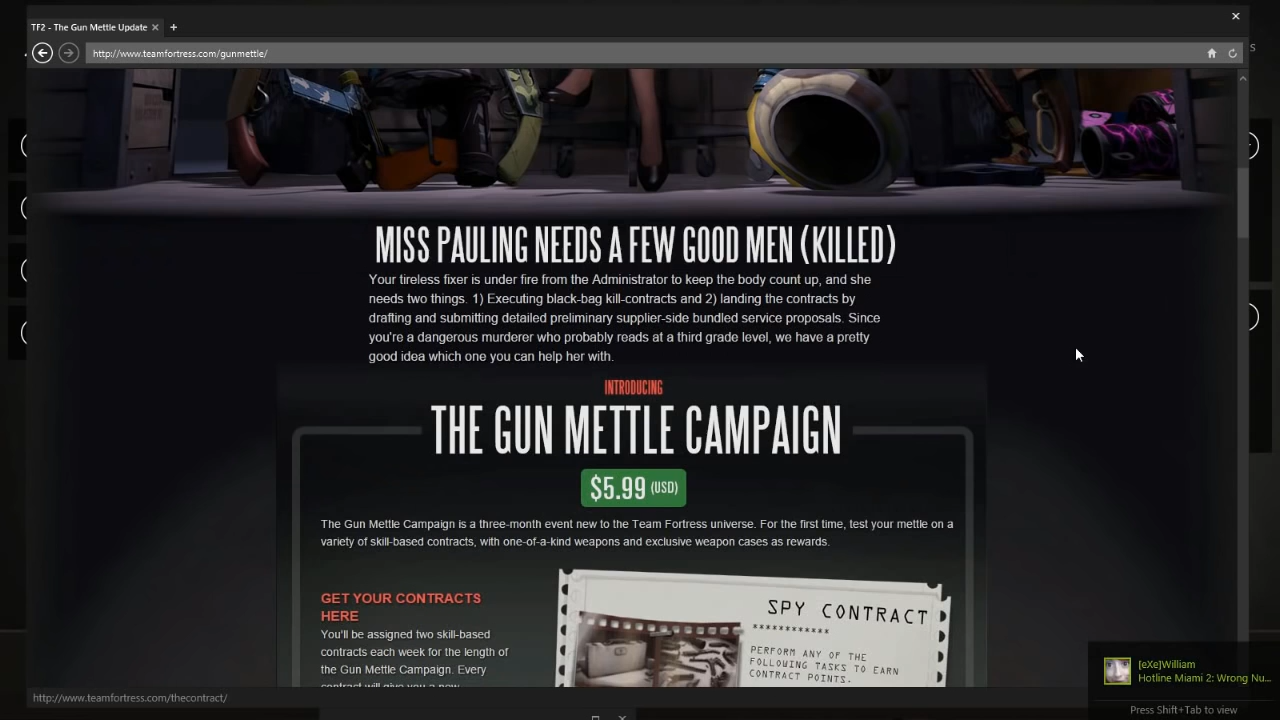 TF2 - The Gun Mettle Update
http://www.teamfortress.com/gunmettle/
MISS PAULING NEEDS A FEW GOOD MEN (KILLED)
Your tireless fixer is under fire from the Administrator to keep the body count up, and she
needs two things. 1) Executing black-bag kill-contracts and 2) landing the contracts by
drafting and submitting detailed preliminary supplier-side bundled service proposals. Since
you're a dangerous murderer who probably reads at a third grade level, we have a pretty
good idea which one you can help her with.
INTRODUCING
THE GUN METTLE CAMPAIGN
$5.99 (USD)
The Gun Mettle Campaign is a three-month event new to the Team Fortress universe. For the first time, test your mettle on a
variety of skill-based contracts, with one-of-a-kind weapons and exclusive weapon cases as rewards.
GET YOUR CONTRACTS
HERE
You'll be assigned two skill-based
contracts each week for the length of
the Gun Mettle Campaign. Every
contract will give you a new
SPY CONTRACT
************
PERFORM ANY OF THE
FOLLOWING TASKS TO EARN
CONTRACT POINTS.
[eXe]William
Hotline Miami 2: Wrong Nu...
Press Shift+Tab to view
http://www.teamfortress.com/thecontract/